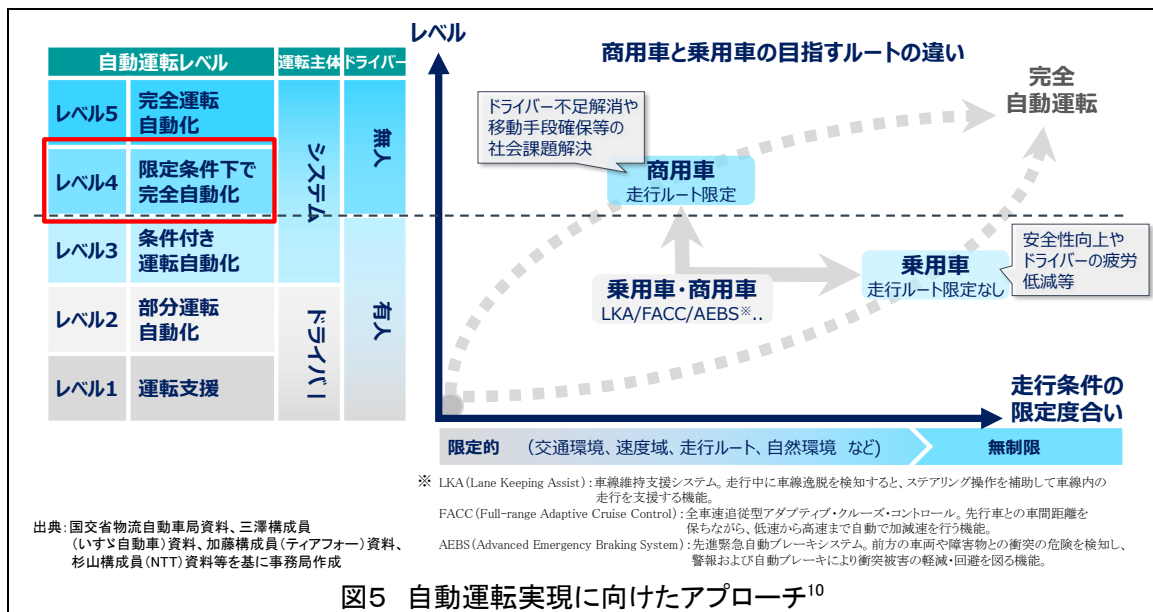 自動運転レベル 運転主体 ドライバー
レベル5 完全運転
自動化
レベル4 限定条件下で
完全自動化
レベル3 条件付き
運転自動化
レベル2 部分運転
自動化
レベル1 運転支援
システム
ドライバー
無人
有人
レベル
商用車と乗用車の目指すルートの違い
完全
自動運転
ドライバー不足解消や
移動手段確保等の
社会課題解決
商用車
走行ルート限定
安全性向上や
ドライバーの疲労
低減等
乗用車
走行ルート限定なし
乗用車・商用車
LKA/FACC/AEBS※..
走行条件の
限定度合い
限定的 (交通環境、速度域、走行ルート、自然環境 など) 無制限
※ LKA(Lane Keeping Assist):車線維持支援システム。走行中に車線逸脱を検知すると、ステアリング操作を補助して車線内の
走行を支援する機能。
FACC(Full-range Adaptive Cruise Control):全車速追従型アダプティブ・クルーズ・コントロール。先行車との車間距離を
保ちながら、低速から高速まで自動で加減速を行う機能。
AEBS(Advanced Emergency Braking System):先進緊急自動ブレーキシステム。前方の車両や障害物との衝突の危険を検知し、
警報および自動ブレーキにより衝突被害の軽減・回避を図る機能。
出典:国交省物流自動車局資料、三澤構成員
(いすゞ自動車)資料、加藤構成員(ティアフォー)資料、
杉山構成員(NTT)資料等を基に事務局作成
図5 自動運転実現に向けたアプローチ10